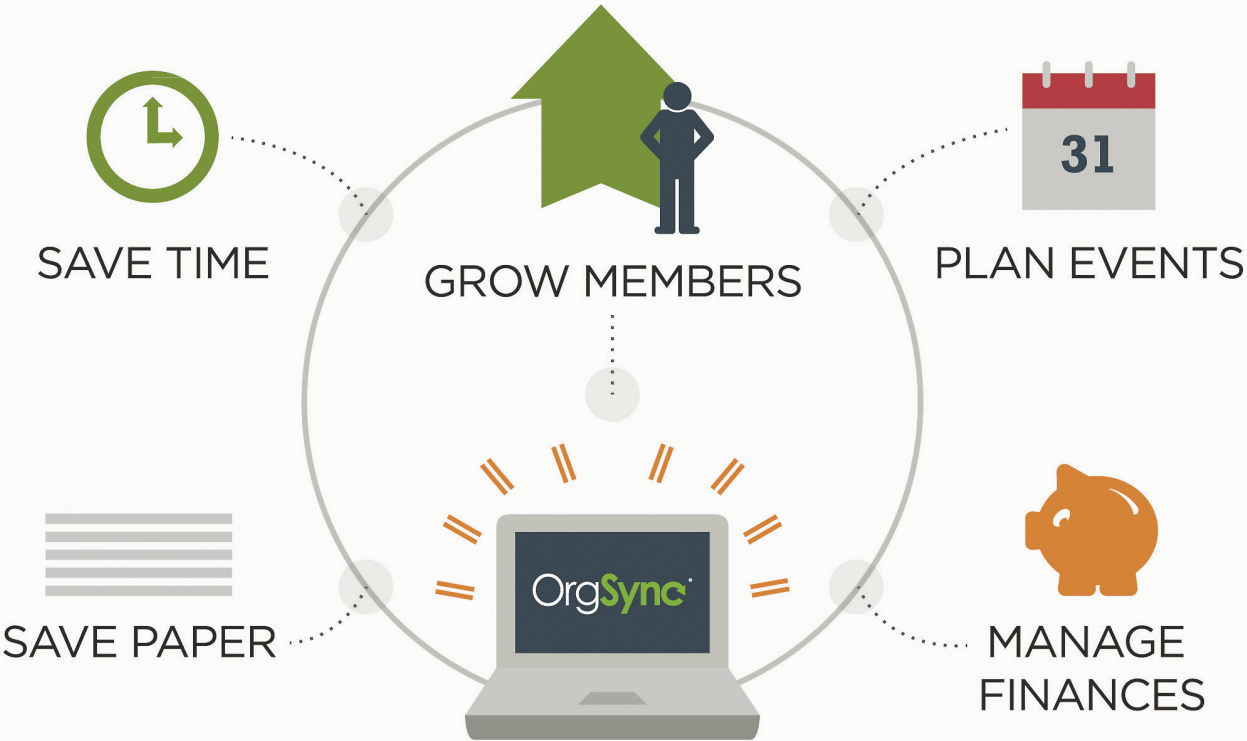 31
SAVE TIME
GROW MEMBERS
PLAN EVENTS
OrgSync
SAVE PAPER
MANAGE
FINANCES